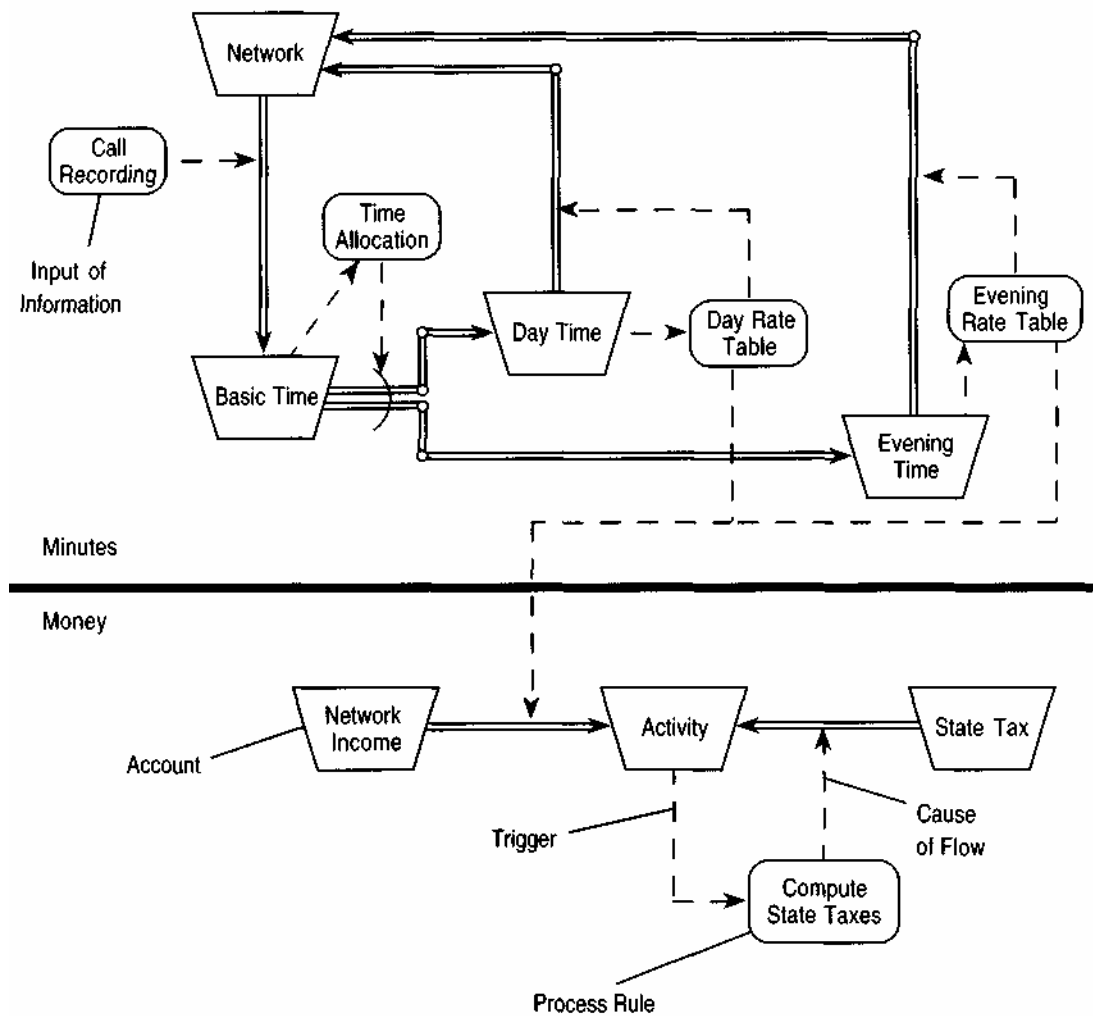 Network
Call
Recording
Time
Allocation
Input of
Information
Day Time
Day Rate
Table
Evening
Rate Table
Basic Time
Evening
Time
Minutes
Money
Network
Income
Activity
State Tax
Account
Trigger
Cause
of Flow
Compute
State Taxes
Process Rule